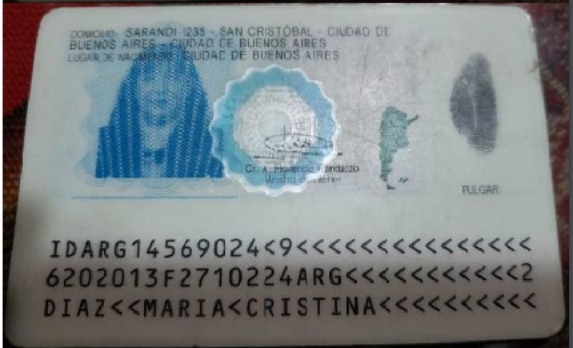 DOMICILIO: SARANDI 1235 - SAN CRISTÓBAL - CIUDAD DE
BUENOS AIRES - CIUDAD DE BUENOS AIRES
LUGAR DE NACIMIENTO: CIUDAD DE BUENOS AIRES
Cr. A. Florencio Randazzo
Ministro del Interior
PULGAR
IDARG14569024<9<<<<<<<<<<<<<<<
6202013F2710224ARG<<<<<<<<<<<2
DIAZ<<MARIA<CRISTINA<<<<<<<<<<